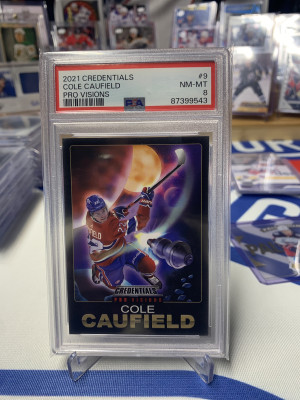 2021 CREDENTIALS #9
COLE CAUFIELD NM-MT
PRO VISIONS 8
PSA 87399543
CREDENTIALS
PRO VISIONS
COLE
CAUFIELD